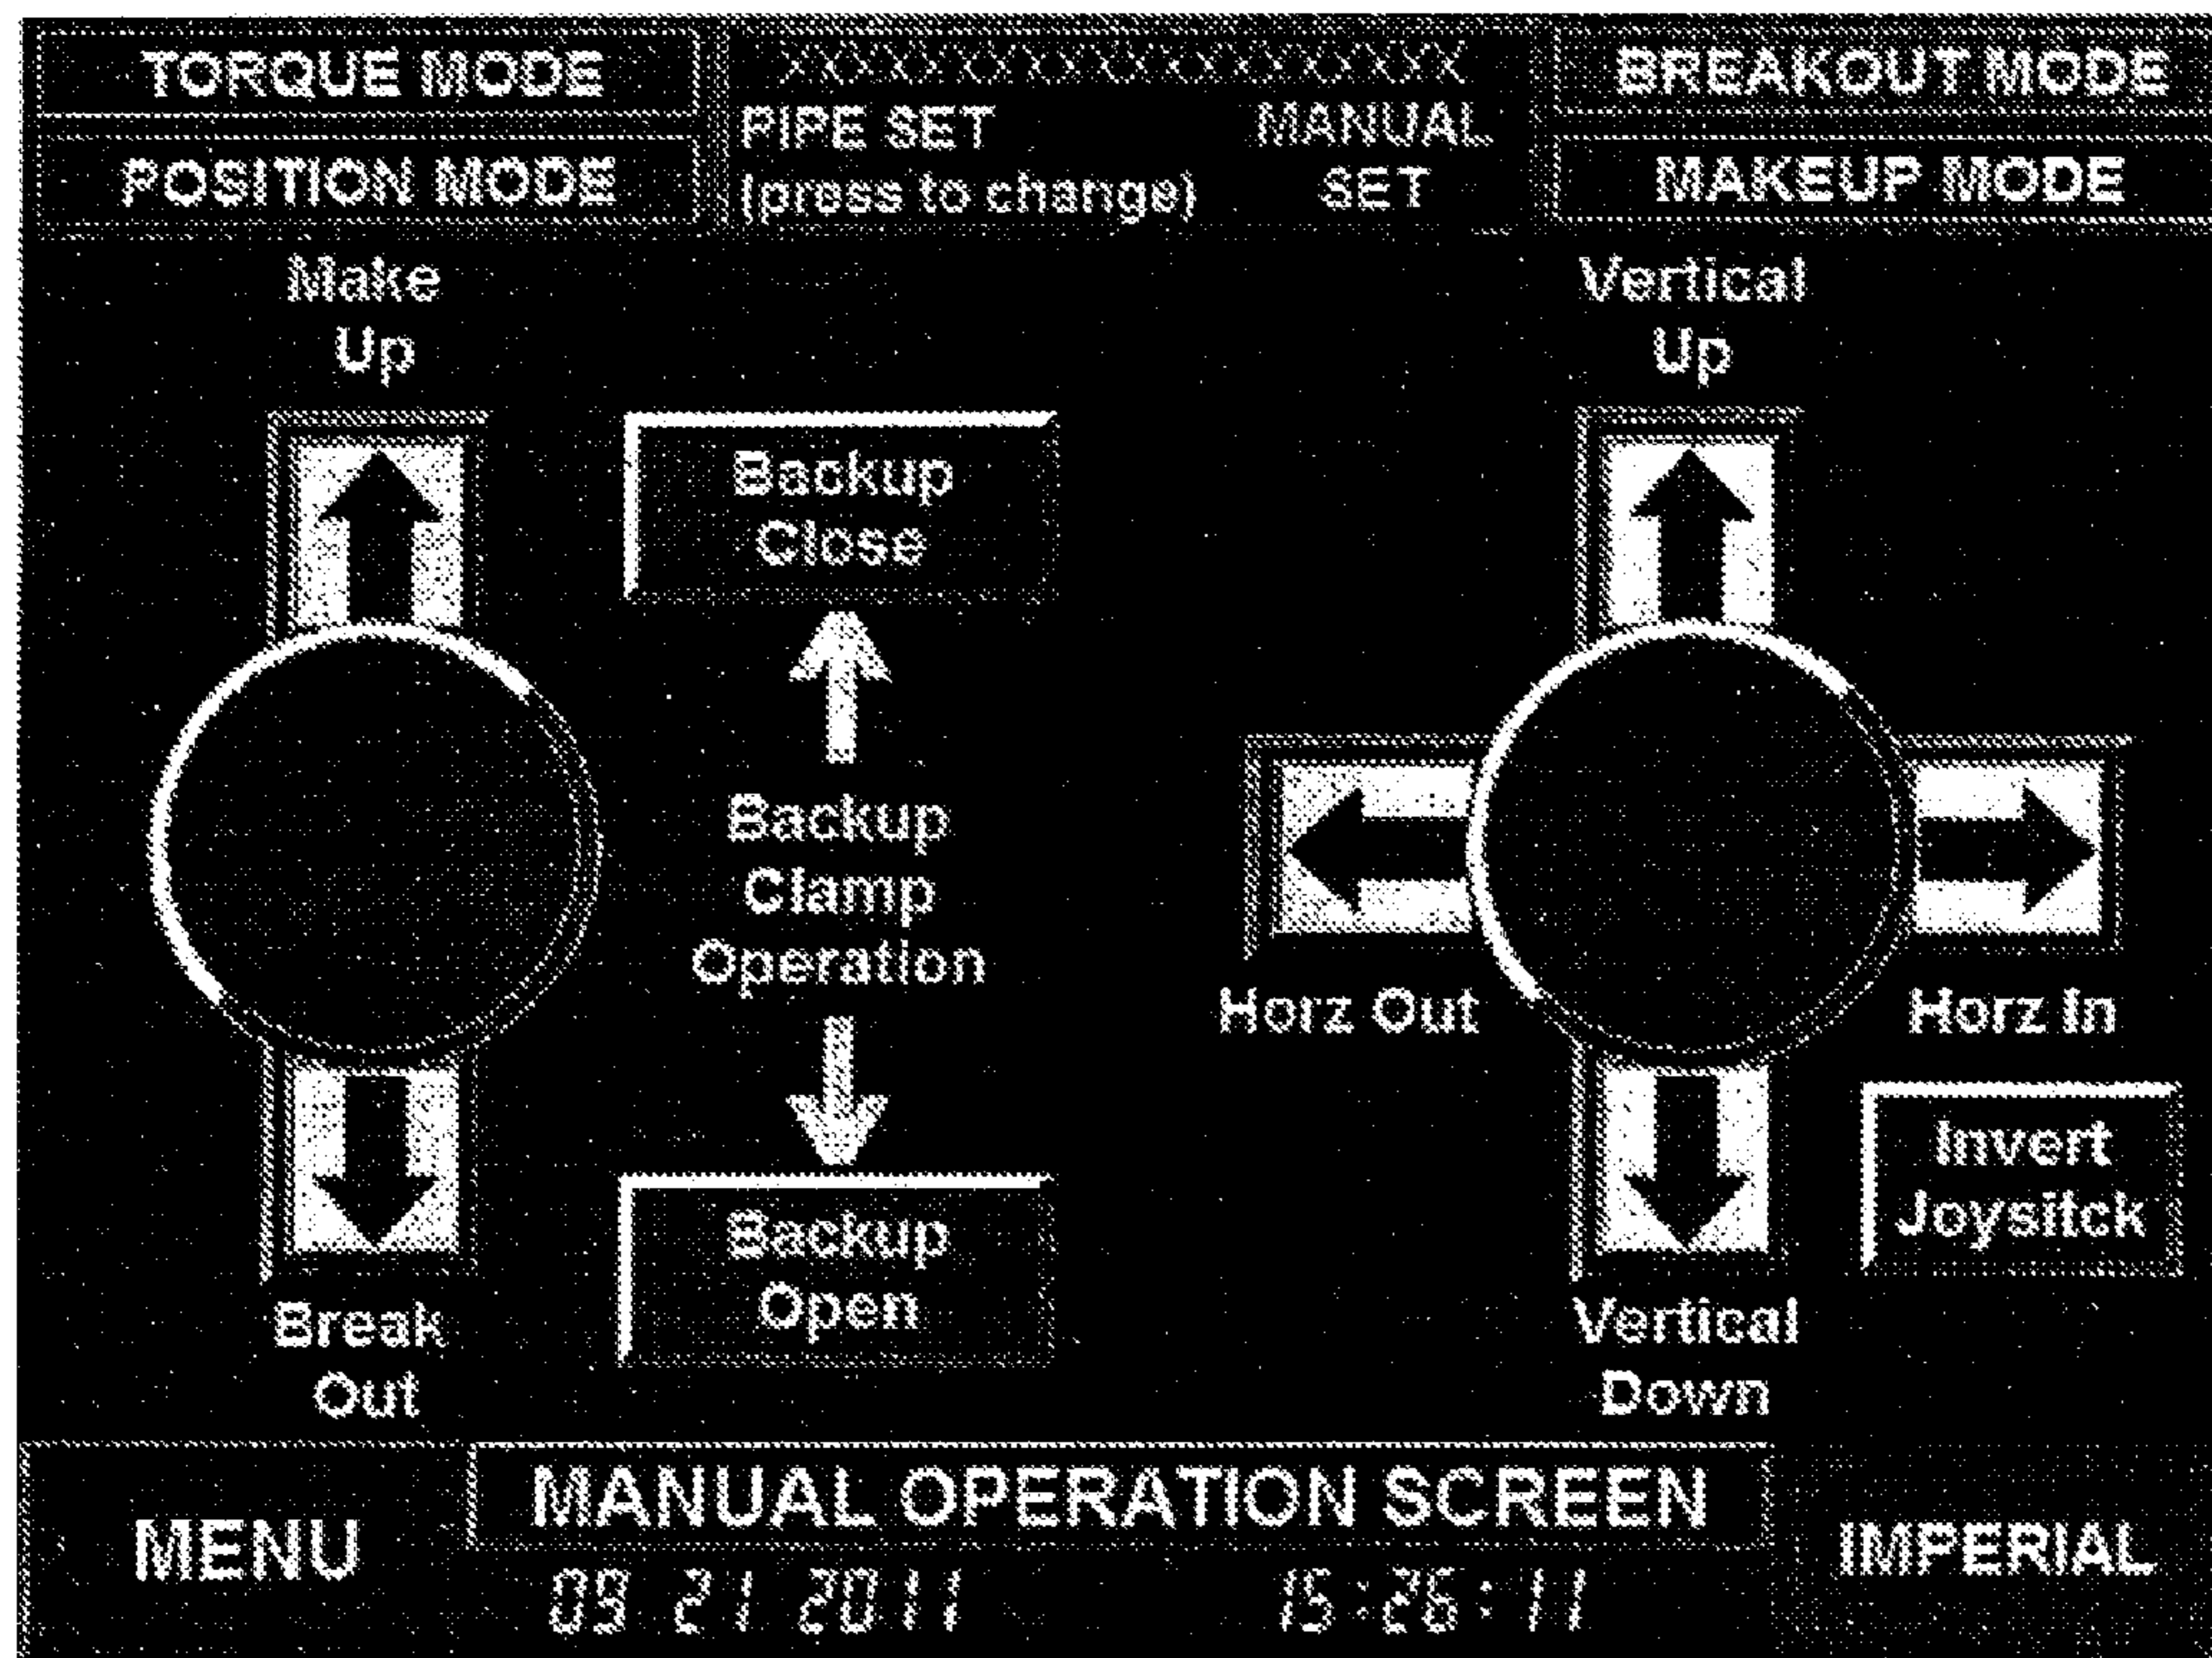 TORQUE MODE
POSITION MODE
XXXXXXXXXXXXXXXX
PIPE SET
(press to change)
MANUAL
SET
BREAKOUT MODE
MAKEUP MODE
Make
Up
Backup
Close
Backup
Clamp
Operation
Backup
Open
Break
Out
Vertical
Up
Horz Out
Horz In
Invert
Joysitck
Vertical
Down
MENU
MANUAL OPERATION SCREEN
09 21 2011
15:26:11
IMPERIAL